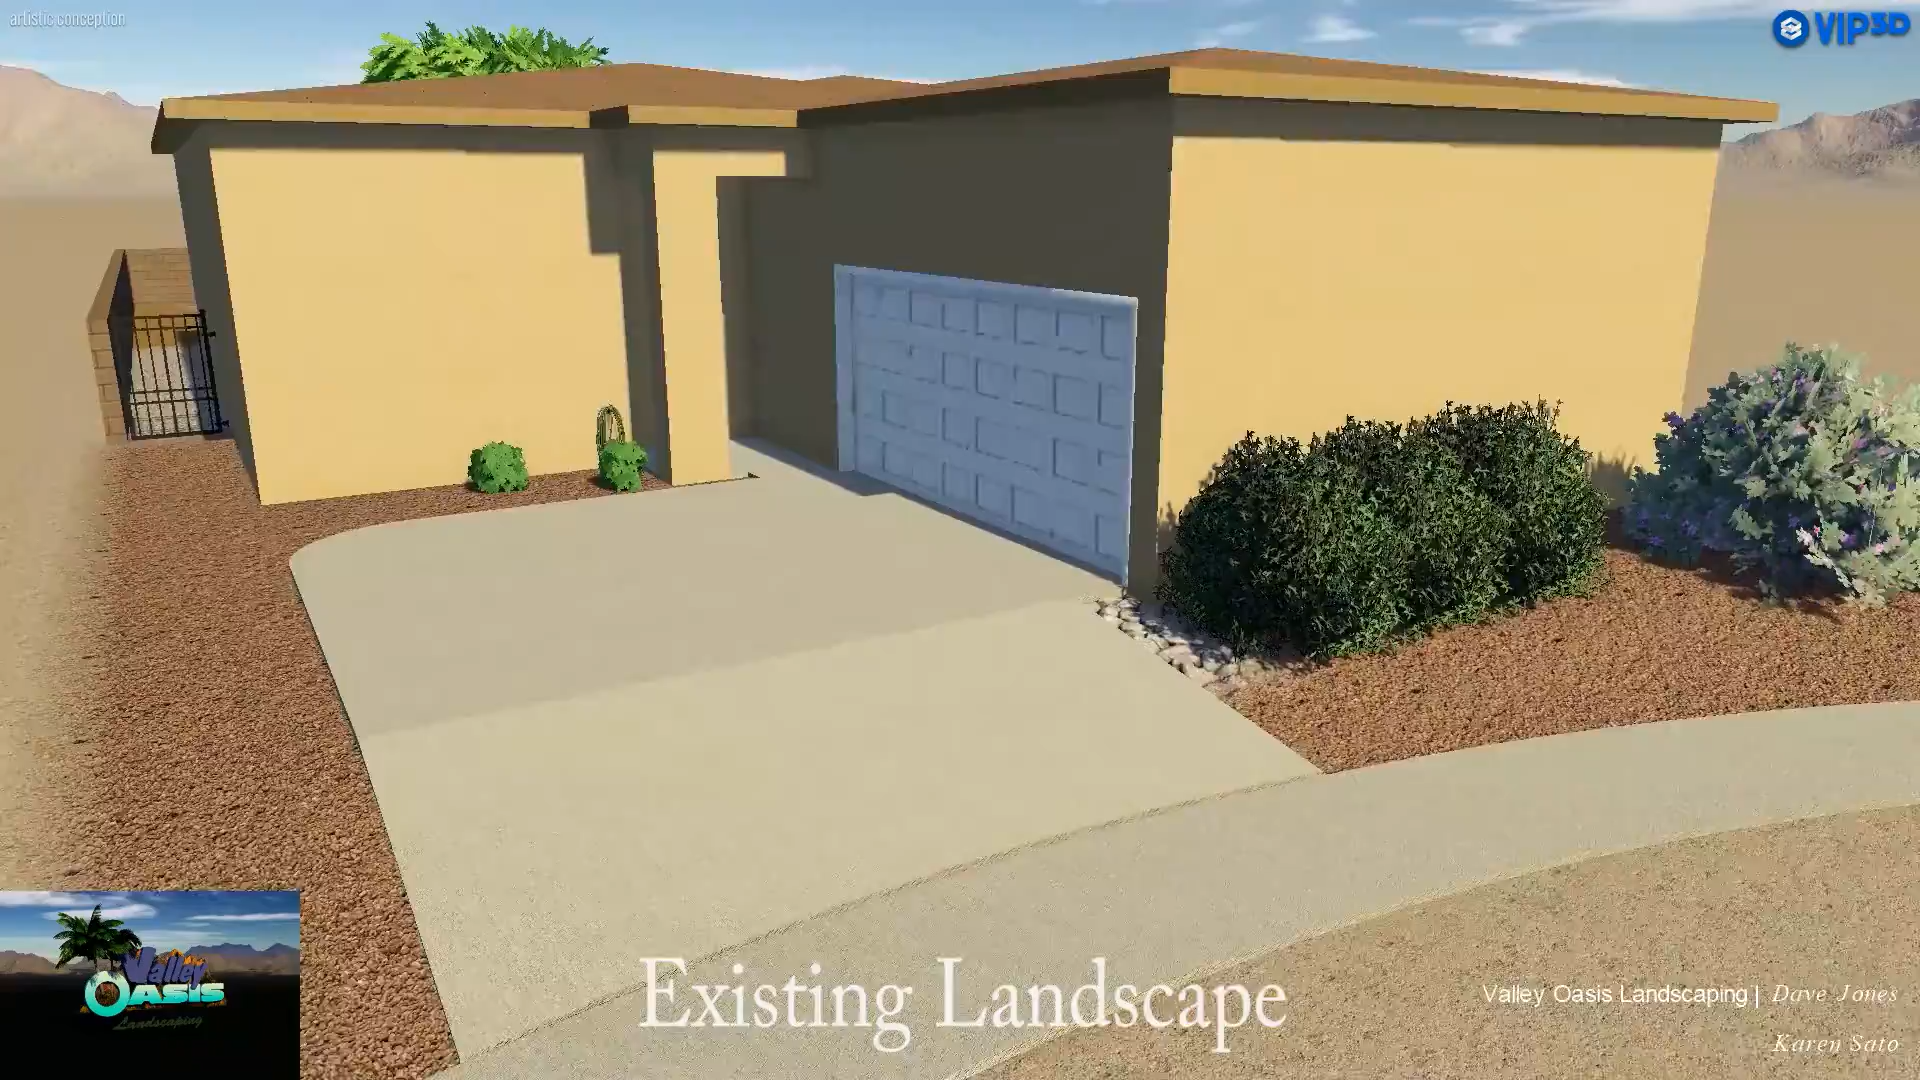 artistic conception
VIP3D
Valley
OASIS
Landscaping
Existing Landscape
Valley Oasis Landscaping | Dave Jones
Karen Sato